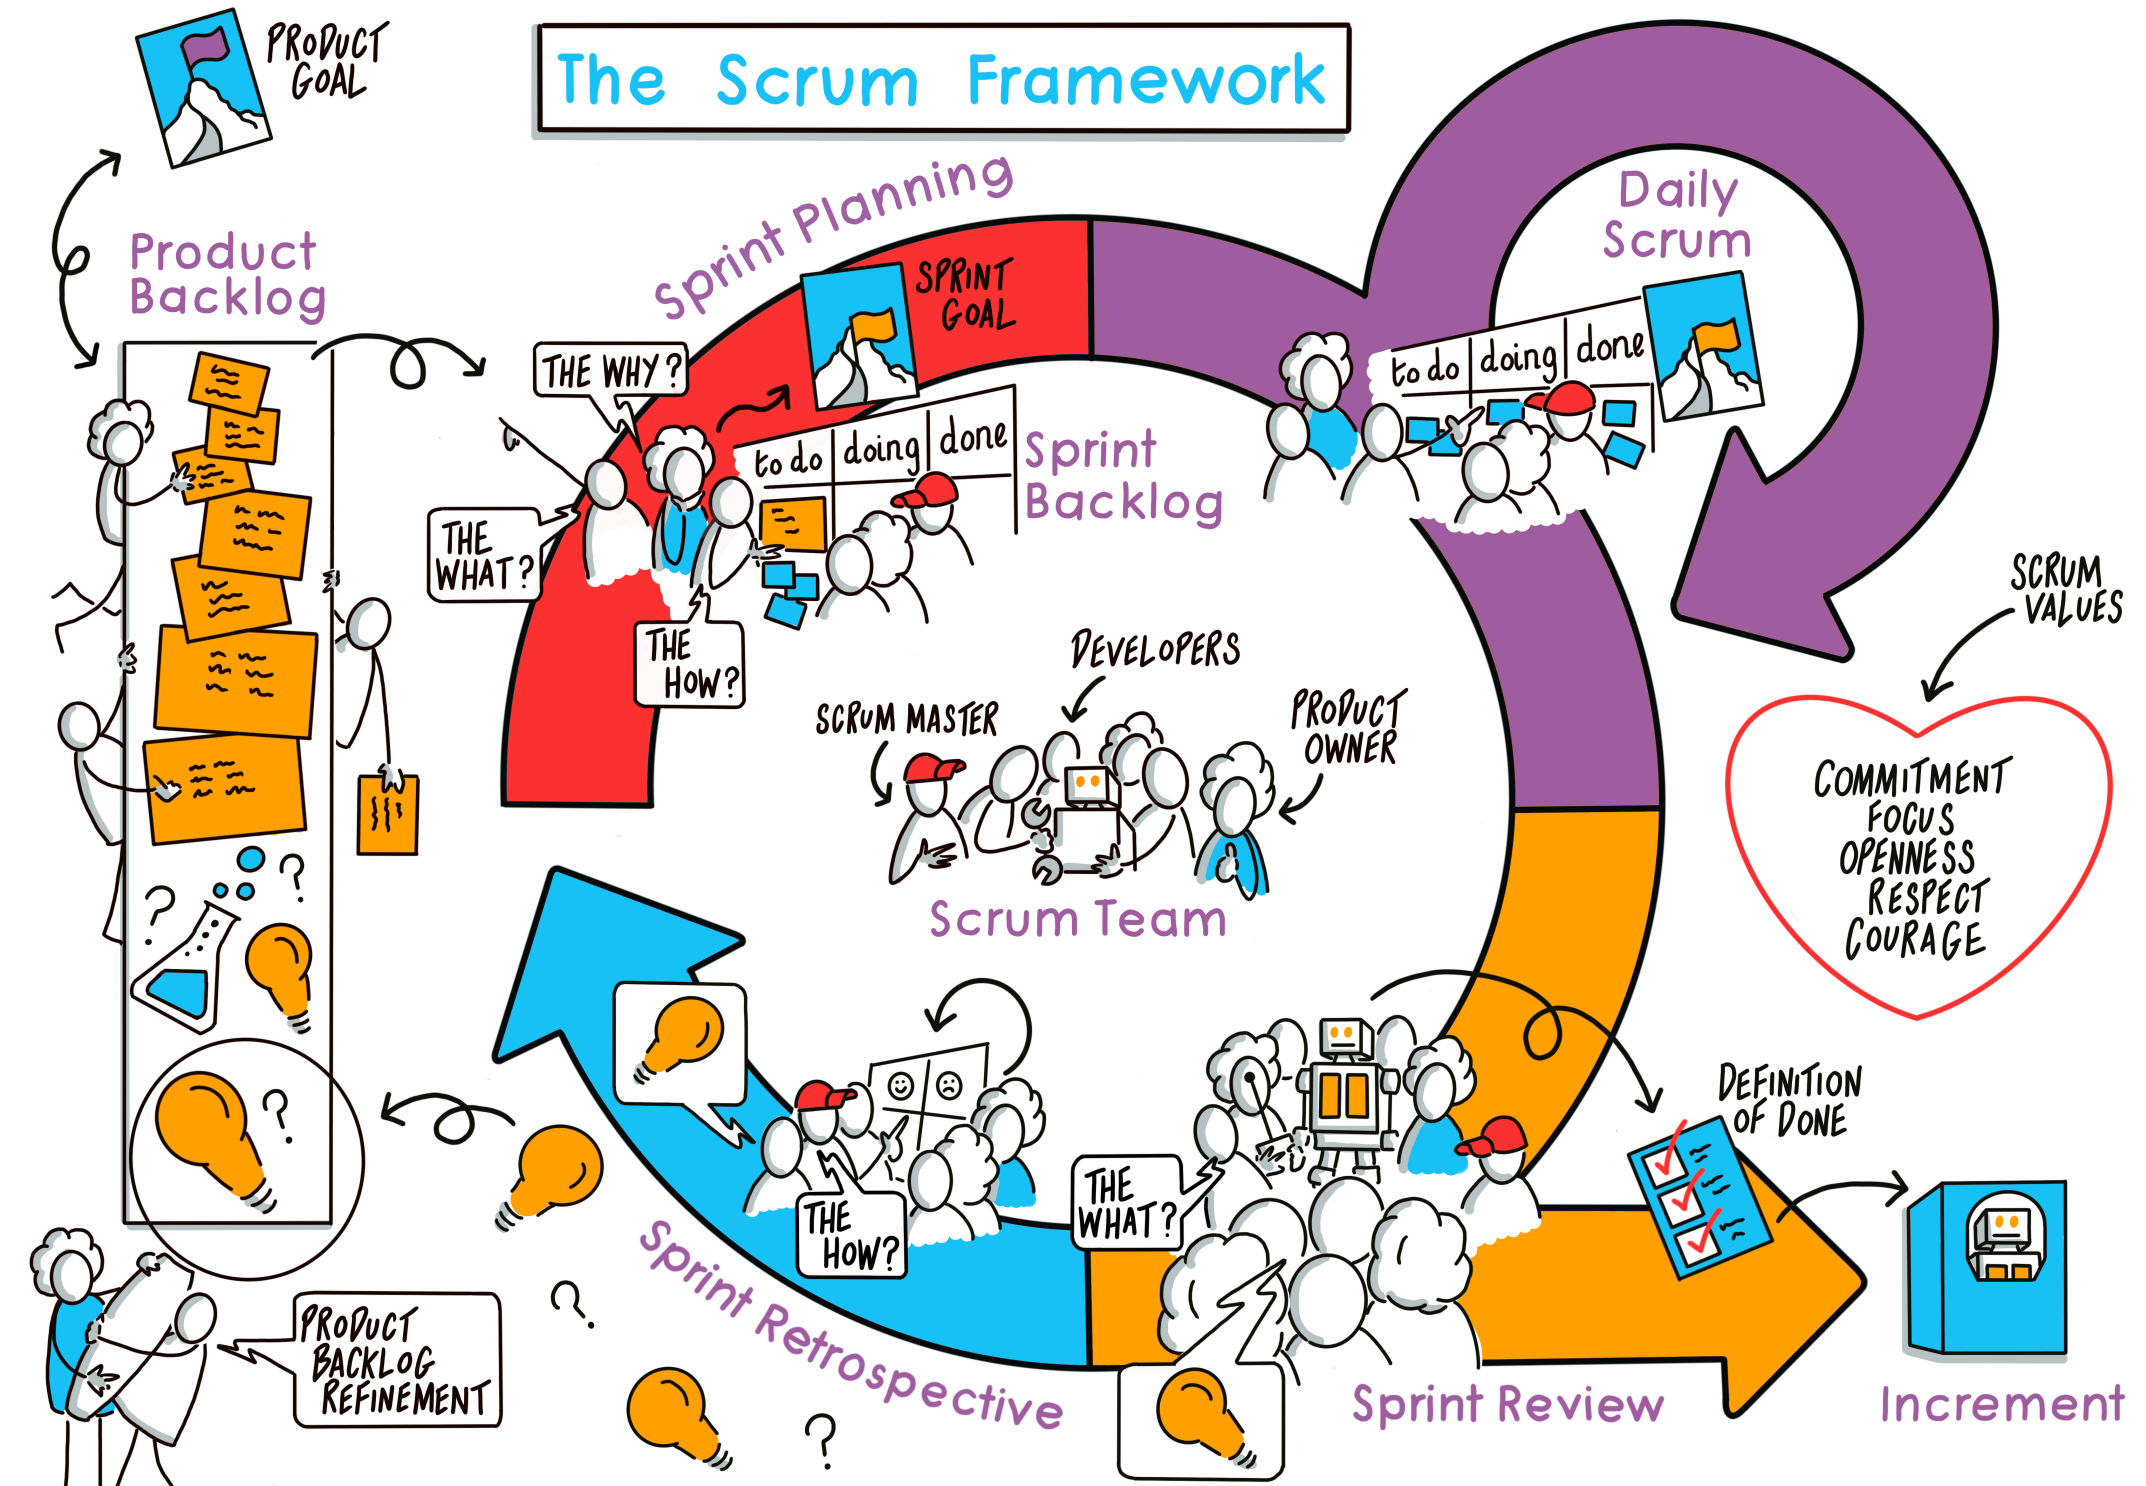 The Scrum Framework
PRODUCT
GOAL
Product
Backlog
Sprint Planning
SPRINT
GOAL
THE WHY?
THE
WHAT?
THE
HOW?
to do doing done
Sprint
Backlog
Daily
Scrum
to do doing done
SCRUM
VALUES
COMMITMENT
FOCUS
OPENNESS
RESPECT
COURAGE
DEVELOPERS
SCRUM MASTER
PRODUCT
OWNER
Scrum Team
DEFINITION
OF DONE
THE
WHAT?
THE
HOW?
Sprint Retrospective
Sprint Review
Increment
PRODUCT
BACKLOG
REFINEMENT
?
?
?
?
?